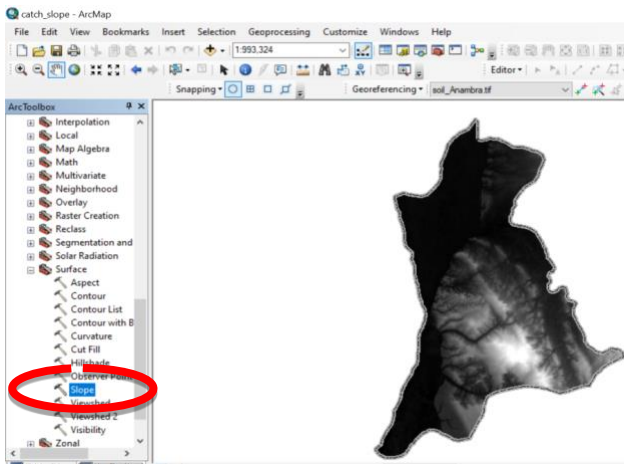 catch_slope - ArcMap
File Edit View Bookmarks Insert Selection Geoprocessing Customize Windows Help
1:993,324
Editor
Snapping Georeferencing soil_Anambra.tif
ArcToolbox
Interpolation
Local
Map Algebra
Math
Multivariate
Neighborhood
Overlay
Raster Creation
Reclass
Segmentation and
Solar Radiation
Surface
Aspect
Contour
Contour List
Contour with B
Curvature
Cut Fill
Hillshade
Observer Point
Slope
Viewshed
Viewshed 2
Visibility
Zonal